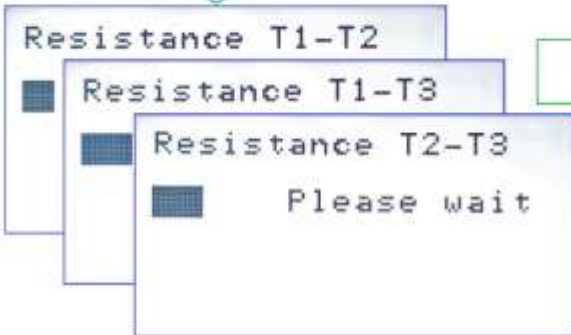 Resistance T1-T2
Resistance T1-T3
Resistance T2-T3
Please wait